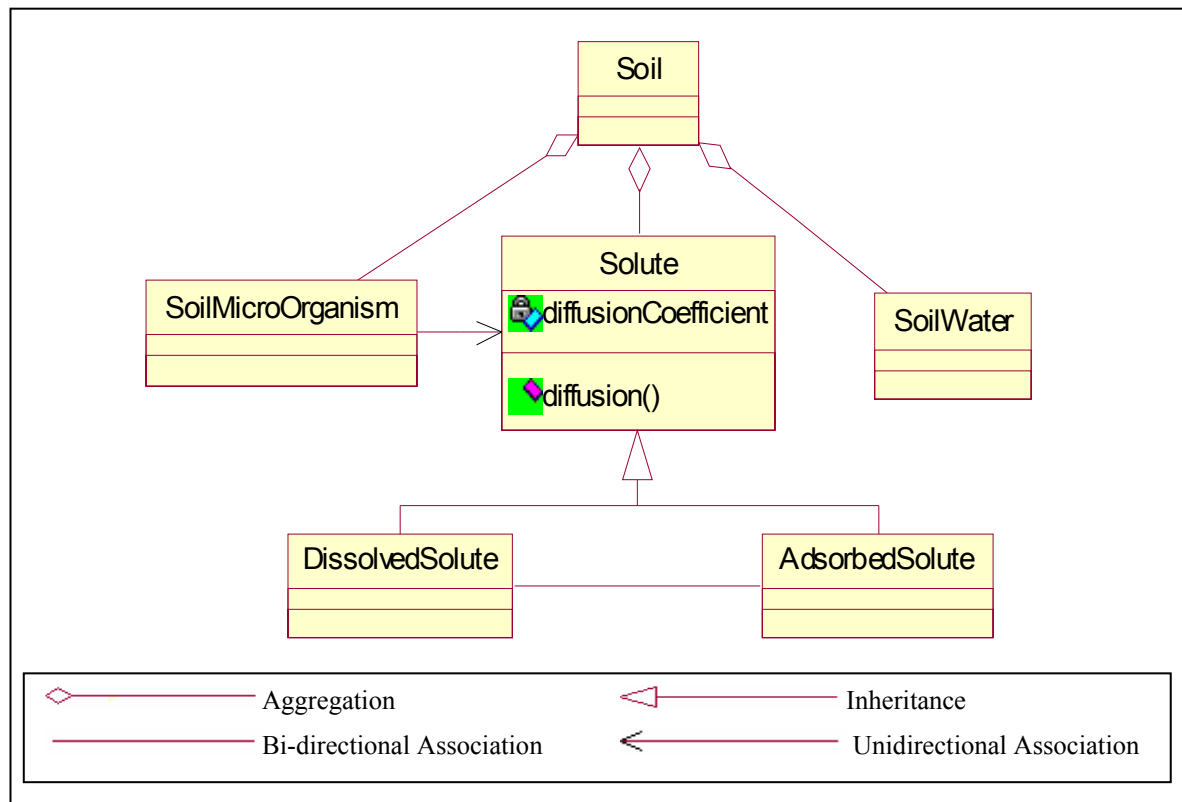 Soil
Solute
SoilMicroOrganism
diffusionCoefficient
SoilWater
diffusion()
DissolvedSolute
AdsorbedSolute
Aggregation
Inheritance
Bi-directional Association
Unidirectional Association